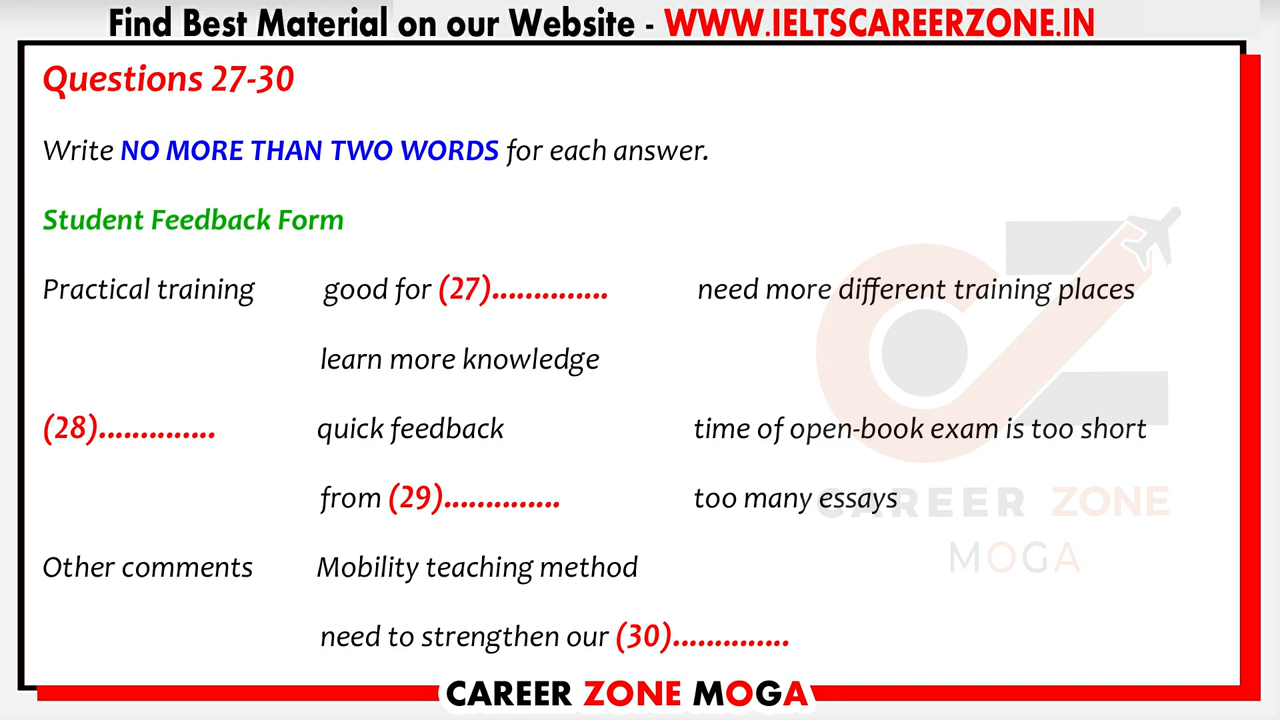 Find Best Material on our Website - WWW.IELTSCAREERZONE.IN
Questions 27-30
Write NO MORE THAN TWO WORDS for each answer.
Student Feedback Form
Practical training good for (27).............. need more different training places
learn more knowledge
(28).............. quick feedback time of open-book exam is too short
from (29).............. too many essays
CAREER ZONE
MOGA
Other comments Mobility teaching method
need to strengthen our (30)..............
CAREER ZONE MOGA